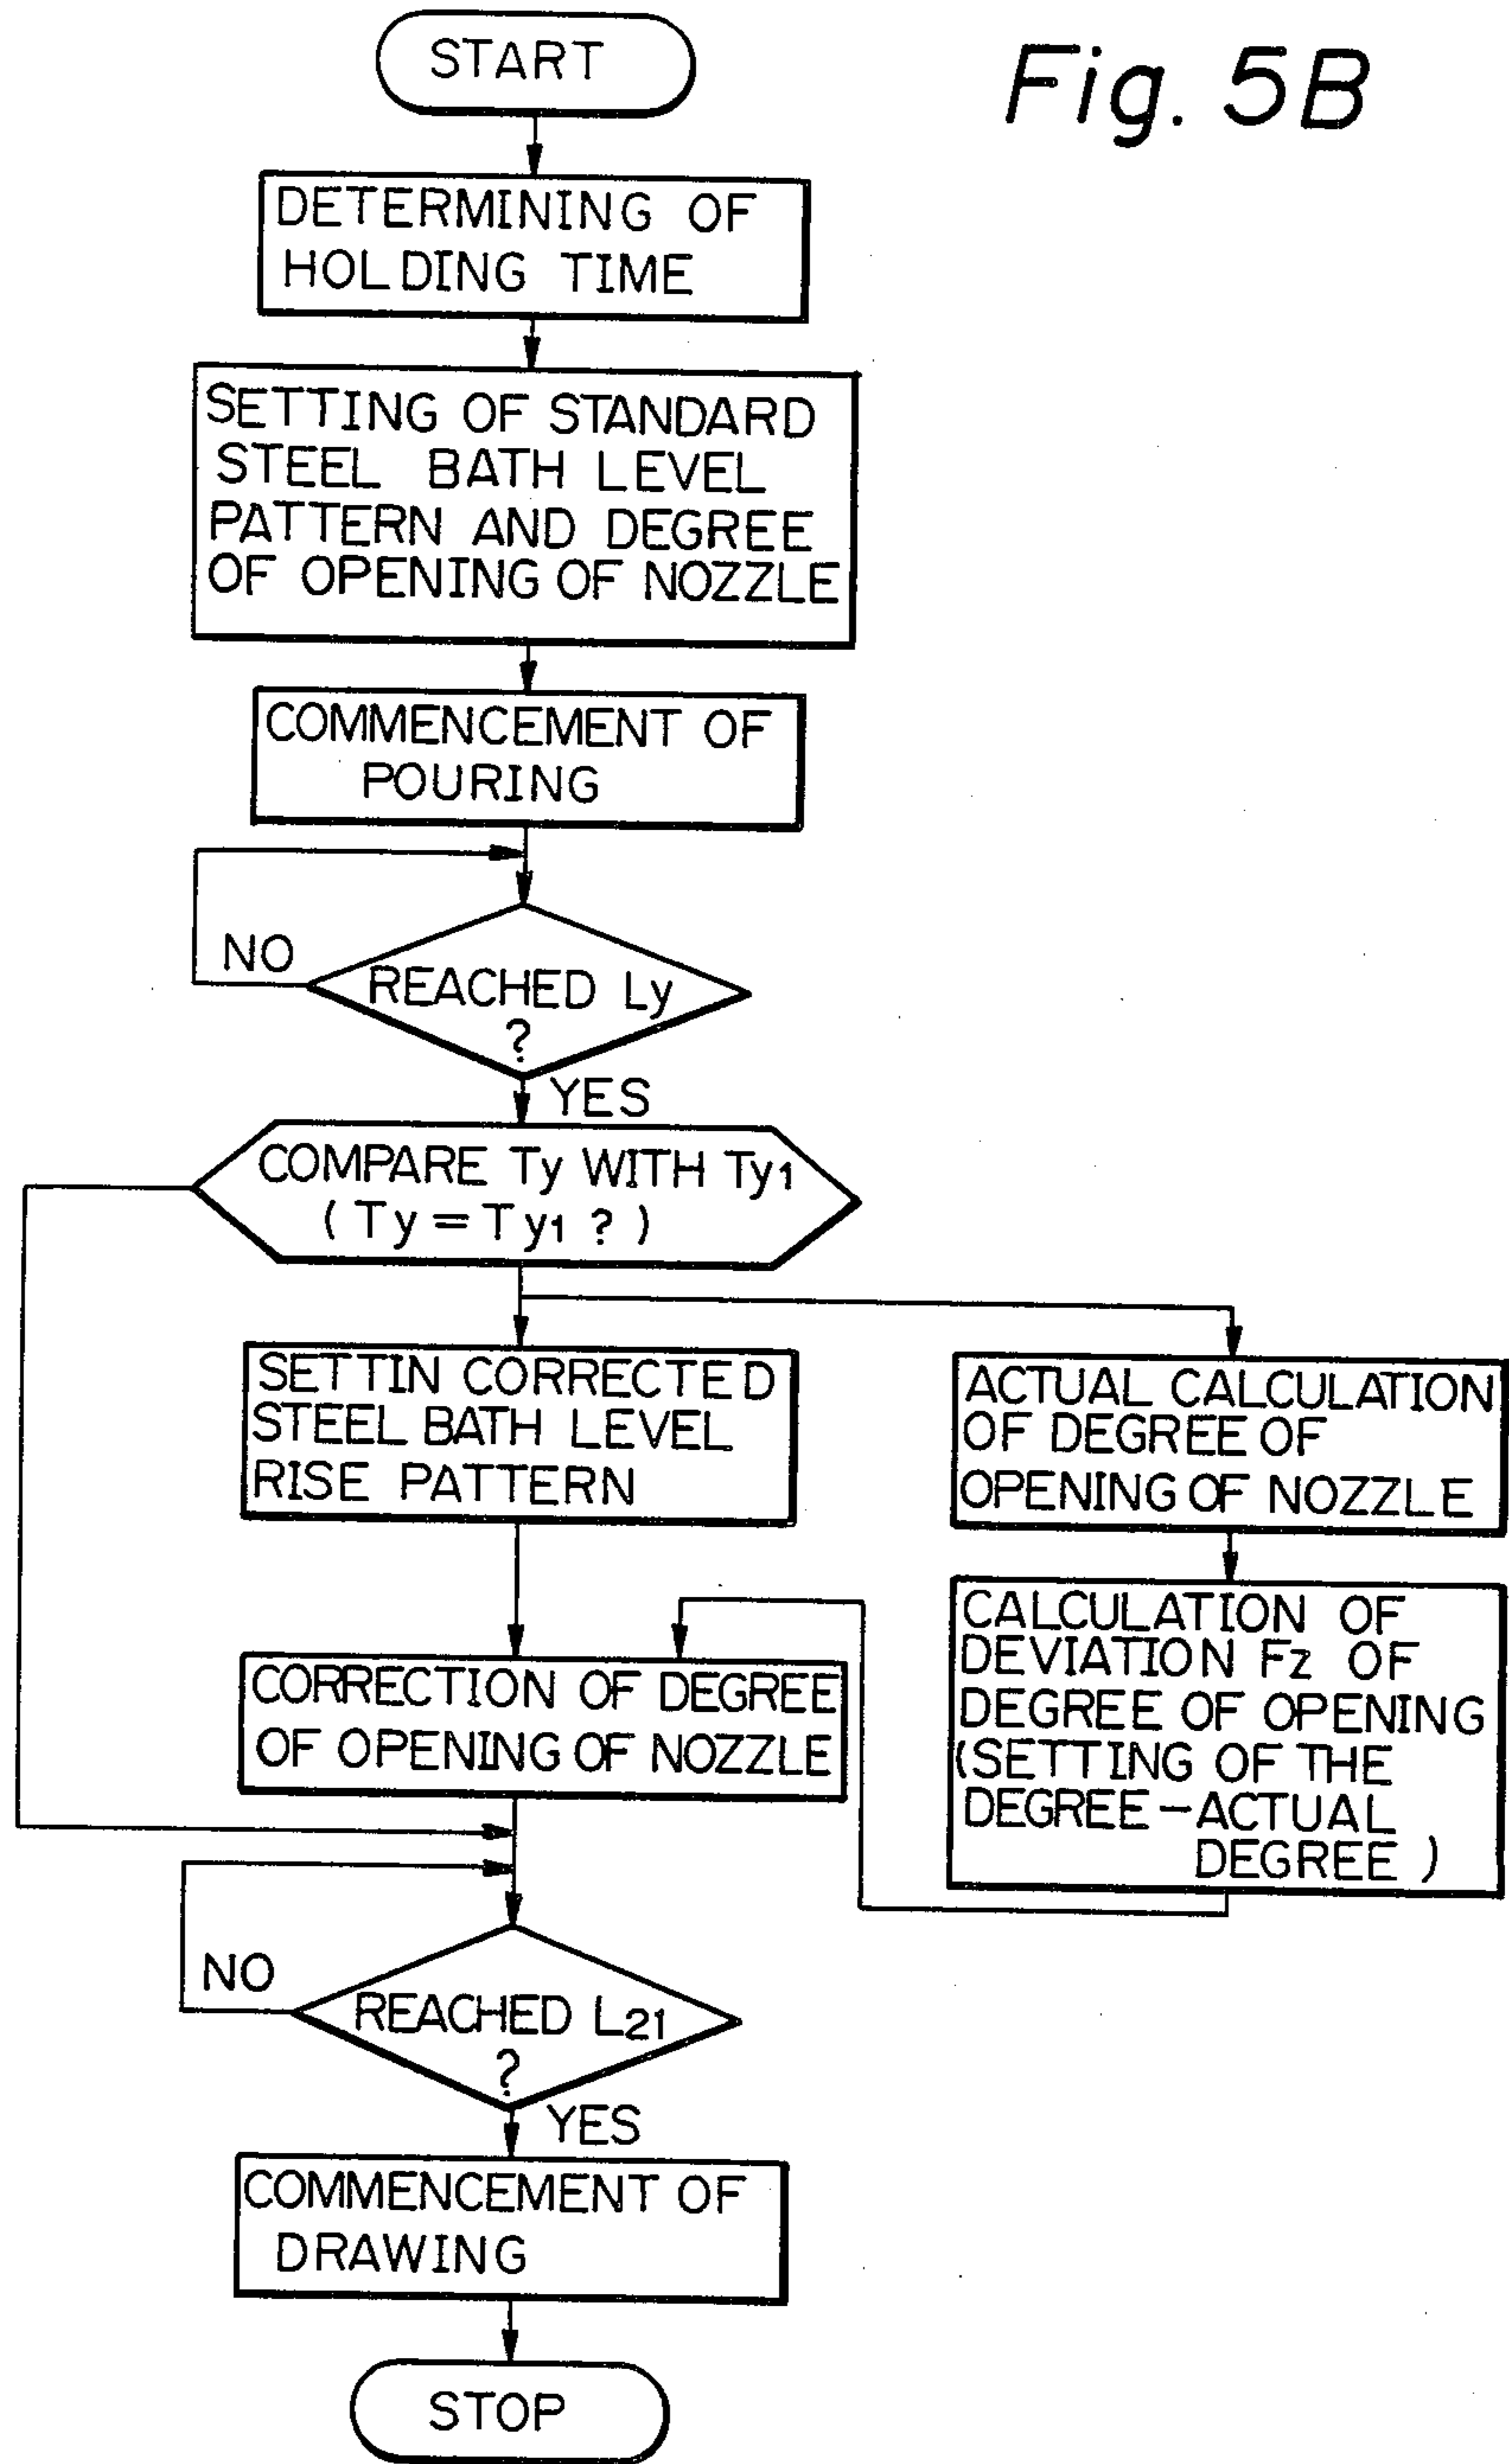 Fig. 5B
START
DETERMINING OF
HOLDING TIME
SETTING OF STANDARD
STEEL BATH LEVEL
PATTERN AND DEGREE
OF OPENING OF NOZZLE
COMMENCEMENT OF
POURING
NO
REACHED Ly
?
YES
COMPARE Ty WITH Ty1
( Ty = Ty1 ? )
SETTIN CORRECTED
STEEL BATH LEVEL
RISE PATTERN
ACTUAL CALCULATION
OF DEGREE OF
OPENING OF NOZZLE
CALCULATION OF
DEVIATION Fz OF
DEGREE OF OPENING
(SETTING OF THE
DEGREE-ACTUAL
DEGREE )
CORRECTION OF DEGREE
OF OPENING OF NOZZLE
NO
REACHED L21
?
YES
COMMENCEMENT OF
DRAWING
STOP